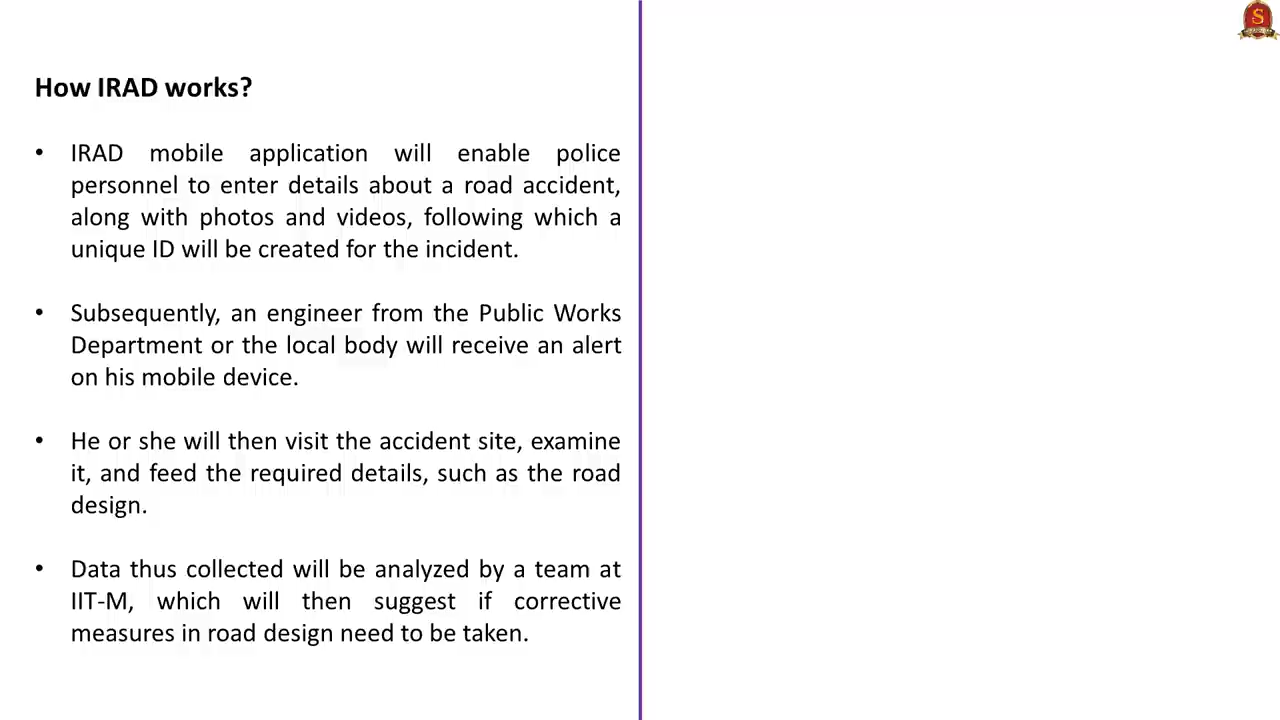 How IRAD works?
• IRAD mobile application will enable police
personnel to enter details about a road accident,
along with photos and videos, following which a
unique ID will be created for the incident.
• Subsequently, an engineer from the Public Works
Department or the local body will receive an alert
on his mobile device.
• He or she will then visit the accident site, examine
it, and feed the required details, such as the road
design.
• Data thus collected will be analyzed by a team at
IIT-M, which will then suggest if corrective
measures in road design need to be taken.
S